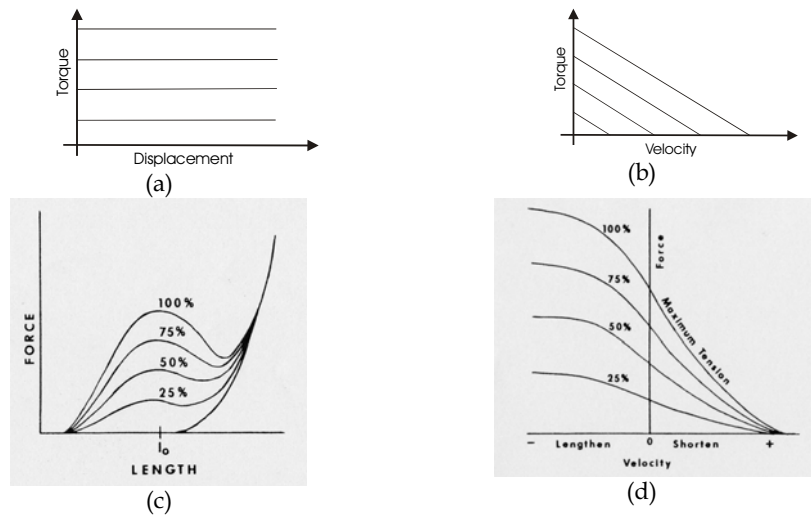 Torque
Displacement
(a)
Torque
Velocity
(b)
FORCE
100%
75%
50%
25%
lo
LENGTH
(c)
100%
75%
50%
25%
Force
Maximum Tension
- Lengthen 0 Shorten +
Velocity
(d)